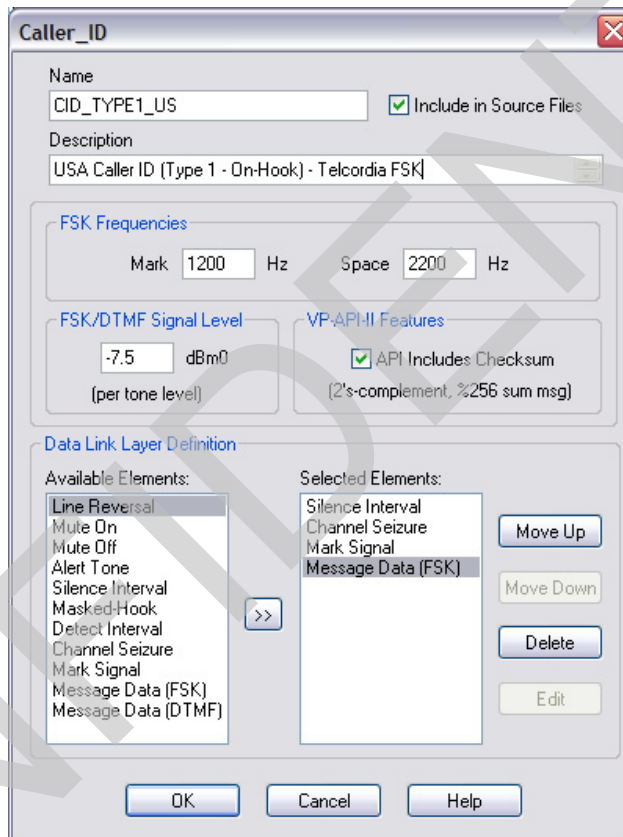 Caller_ID
Name
CID_TYPE1_US
Include in Source Files
Description
USA Caller ID (Type 1 - On-Hook) - Telcordia FSK
FSK Frequencies
Mark 1200 Hz Space 2200 Hz
FSK/DTMF Signal Level
-7.5 dBm0
(per tone level)
VP-API-II Features
API Includes Checksum
(2's-complement, %256 sum msg)
Data Link Layer Definition
Available Elements:
Line Reversal
Mute On
Mute Off
Alert Tone
Silence Interval
Masked-Hook
Detect Interval
Channel Seizure
Mark Signal
Message Data (FSK)
Message Data (DTMF)
>>
Selected Elements:
Silence Interval
Channel Seizure
Mark Signal
Message Data (FSK)
Move Up
Move Down
Delete
Edit
OK Cancel Help